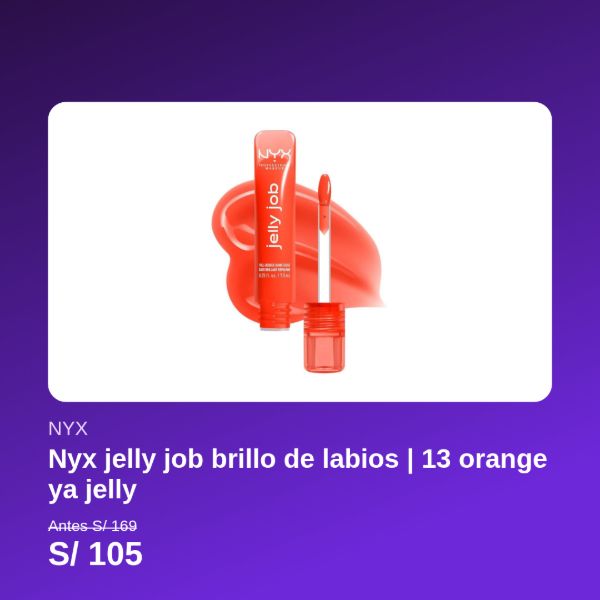 NYX
jelly job
NYX
Nyx jelly job brillo de labios | 13 orange
ya jelly
Antes S/ 169
S/ 105